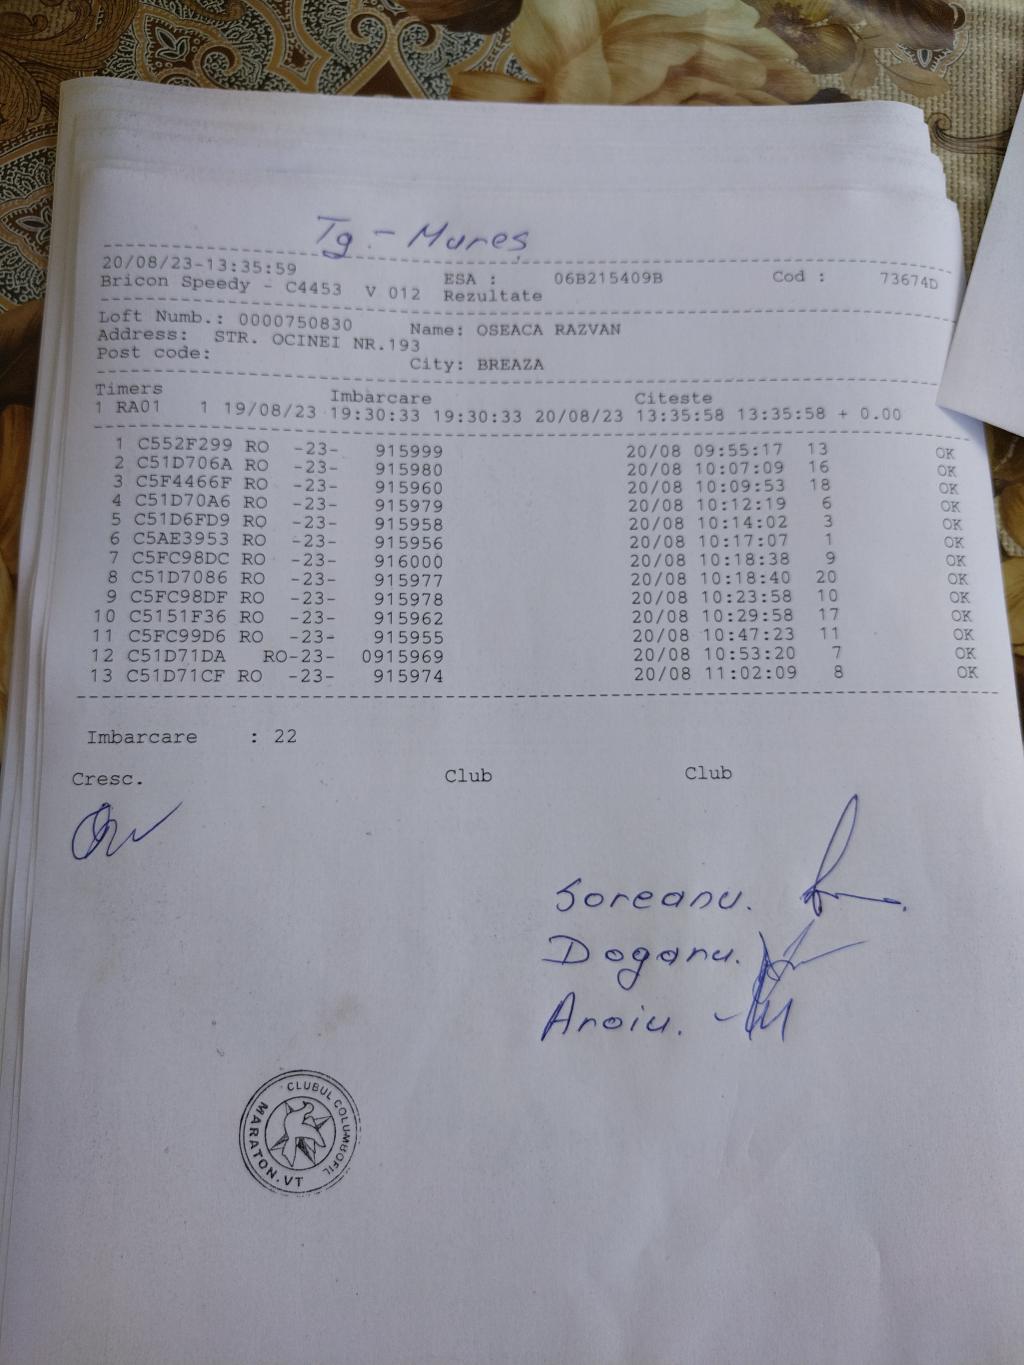 Tg.-Mureș
20/08/23-13:35:59 ESA : 06B215409B Cod : 73674D
Bricon Speedy - C4453 V 012 Rezultate
Loft Numb.: 0000750830 Name: OSEACA RAZVAN
Address: STR. OCINEI NR.193
Post code: City: BREAZA
Timers Imbarcare Citeste
1 RA01 1 19/08/23 19:30:33 19:30:33 20/08/23 13:35:58 13:35:58 + 0.00
1 C552F299 RO -23- 915999 20/08 09:55:17 13 OK
2 C51D706A RO -23- 915980 20/08 10:07:09 16 OK
3 C5F4466F RO -23- 915960 20/08 10:09:53 18 OK
4 C51D70A6 RO -23- 915979 20/08 10:12:19 6 OK
5 C51D6FD9 RO -23- 915958 20/08 10:14:02 3 OK
6 C5AE3953 RO -23- 915956 20/08 10:17:07 1 OK
7 C5FC98DC RO -23- 916000 20/08 10:18:38 9 OK
8 C51D7086 RO -23- 915977 20/08 10:18:40 20 OK
9 C5FC98DF RO -23- 915978 20/08 10:23:58 10 OK
10 C5151F36 RO -23- 915962 20/08 10:29:58 17 OK
11 C5FC99D6 RO -23- 915955 20/08 10:47:23 11 OK
12 C51D71DA RO-23- 0915969 20/08 10:53:20 7 OK
13 C51D71CF RO -23- 915974 20/08 11:02:09 8 OK
Imbarcare : 22
Cresc. Club Club
Soreanu.
Doganu.
Aroiu.
CLUBUL COLUMBOFIL
MARATON.VT